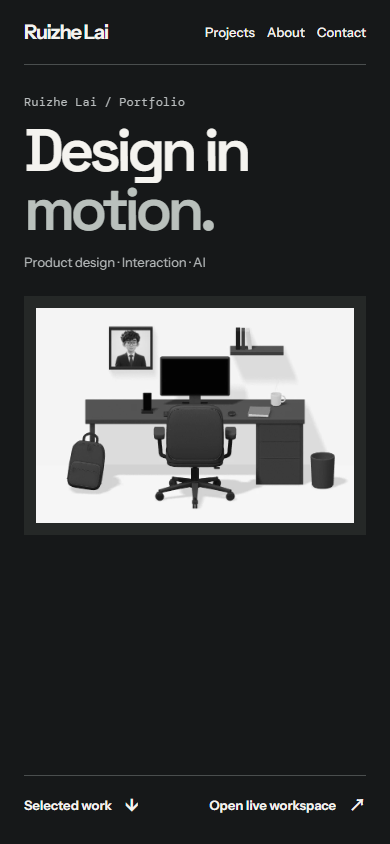 Ruizhe Lai
Projects About Contact
Ruizhe Lai / Portfolio
Design in
motion.
Product design · Interaction · AI
Selected work ↓
Open live workspace ↗